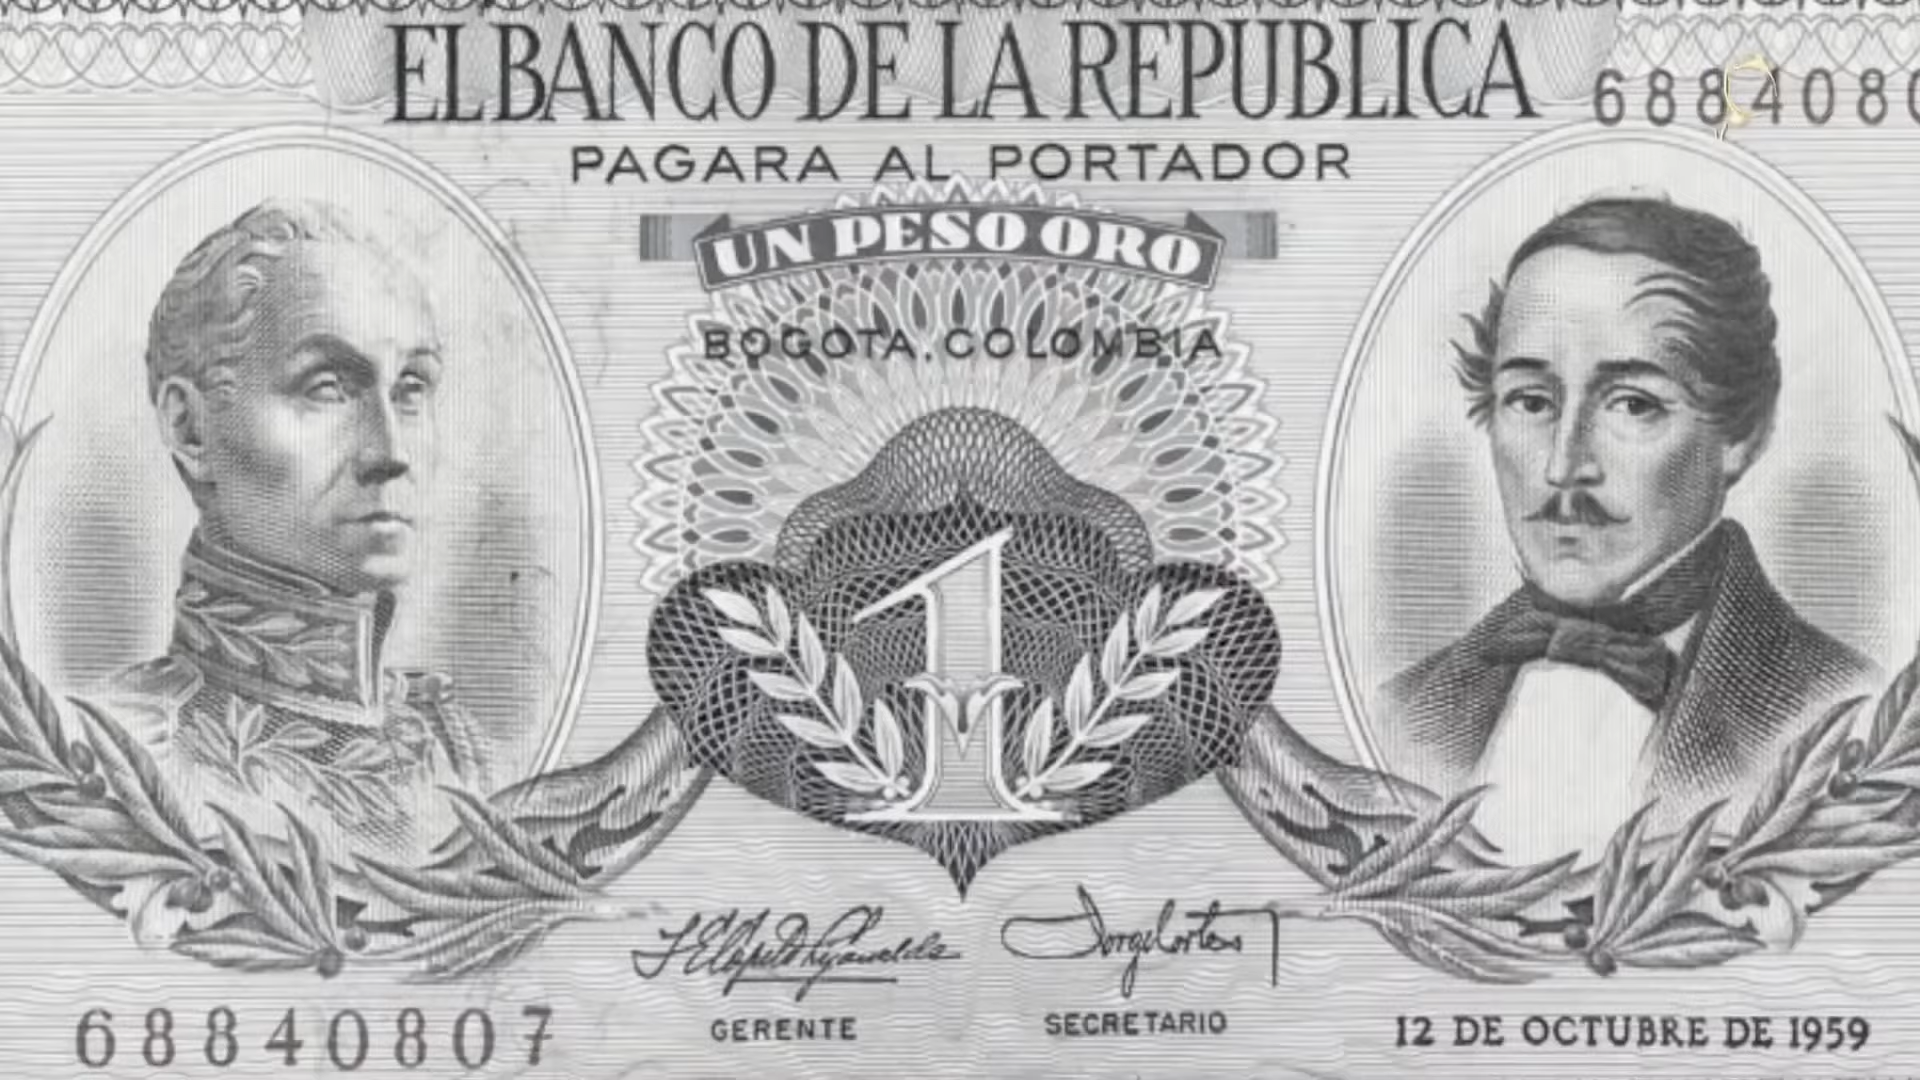 EL BANCO DE LA REPUBLICA
6884080
PAGARA AL PORTADOR
UN PESO ORO
BOGOTA, COLOMBIA
1
GERENTE
SECRETARIO
68840807
12 DE OCTUBRE DE 1959